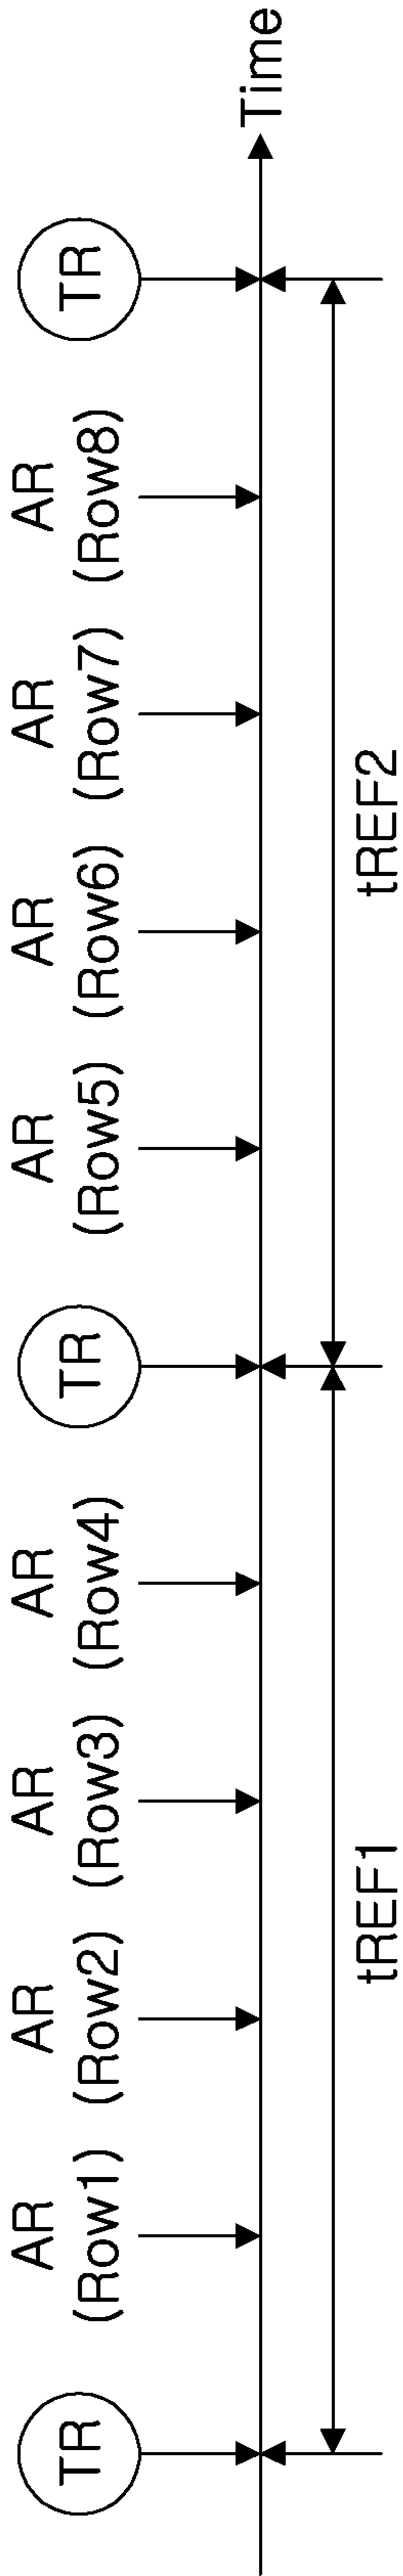 TR
AR
(Row1)
AR
(Row2)
AR
(Row3)
AR
(Row4)
TR
AR
(Row5)
AR
(Row6)
AR
(Row7)
AR
(Row8)
TR
Time
tREF1
tREF2